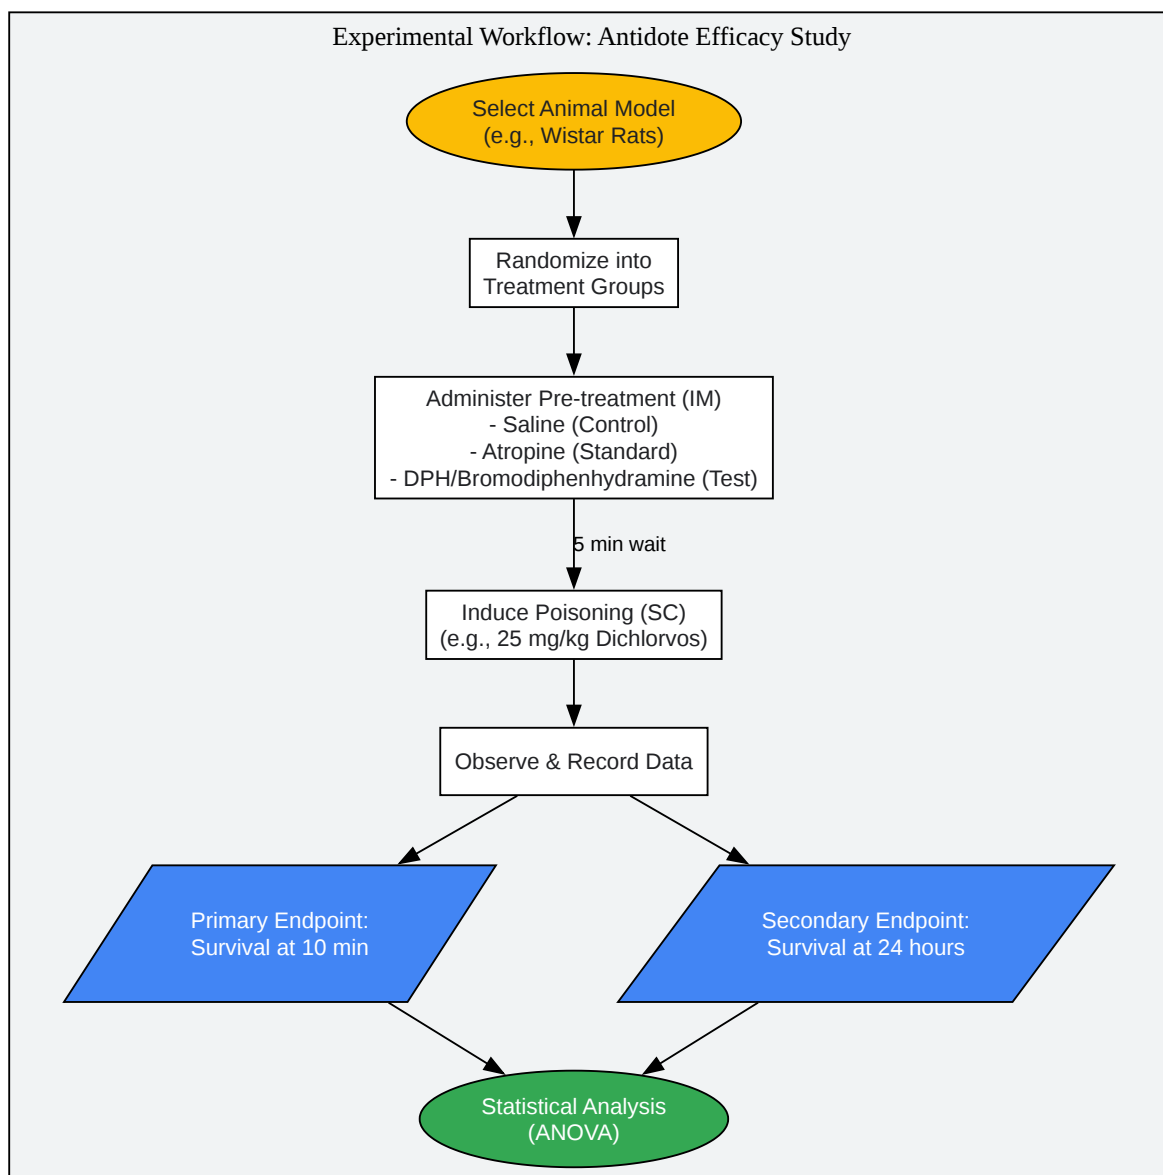 Experimental Workflow: Antidote Efficacy Study
Select Animal Model
(e.g., Wistar Rats)
Randomize into
Treatment Groups
Administer Pre-treatment (IM)
- Saline (Control)
- Atropine (Standard)
- DPH/Bromodiphenhydramine (Test)
5 min wait
Induce Poisoning (SC)
(e.g., 25 mg/kg Dichlorvos)
Observe & Record Data
Primary Endpoint:
Survival at 10 min
Secondary Endpoint:
Survival at 24 hours
Statistical Analysis
(ANOVA)